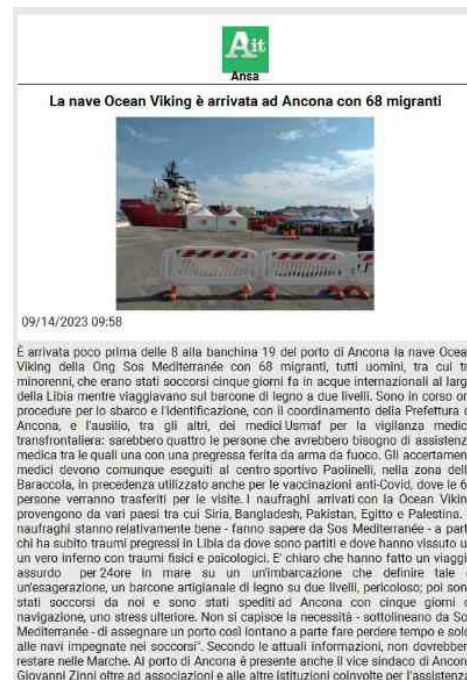 Ait
Ansa
La nave Ocean Viking è arrivata ad Ancona con 68 migranti
09/14/2023 09:58
È arrivata poco prima delle 8 alla banchina 19 del porto di Ancona la nave Ocea
Viking della Ong Sos Mediterranée con 68 migranti, tutti uomini, tra cui tr
minorenni, che erano stati soccorsi cinque giorni fa in acque internazionali al larg
della Libia mentre viaggiavano sul barcone di legno a due livelli. Sono in corso or
procedure per lo sbarco e l'identificazione, con il coordinamento della Prefettura d
Ancona, e l'ausilio, tra gli altri, dei medici Usmaf per la vigilanza medic
transfrontaliera: sarebbero quattro le persone che avrebbero bisogno di assistenz
medica tra le quali una con una pregressa ferita da arma da fuoco. Gli accertamen
medici devono comunque eseguiti al centro sportivo Paolinelli, nella zona dell
Baraccola, in precedenza utilizzato anche per le vaccinazioni anti-Covid, dove le 6
persone verranno trasferiti per le visite. I naufraghi arrivati con la Ocean Vikin
provengono da vari paesi tra cui Siria, Bangladesh, Pakistan, Egitto e Palestina.
naufraghi stanno relativamente bene - fanno sapere da Sos Mediterranée - a part
chi ha subito traumi pregressi in Libia da dove sono partiti e dove hanno vissuto u
un vero inferno con traumi fisici e psicologici. E' chiaro che hanno fatto un viaggi
assurdo per 24ore in mare su un un'imbarcazione che definire tale
un'esagerazione, un barcone artigianale di legno su due livelli, pericoloso; poi son
stati soccorsi da noi e sono stati spediti ad Ancona con cinque giorni d
navigazione, uno stress ulteriore. Non si capisce la necessità - sottolineano da So
Mediterranée - di assegnare un porto così lontano a parte fare perdere tempo e sold
alle navi impegnate nei soccorsi". Secondo le attuali informazioni, non dovrebber
restare nelle Marche. Al porto di Ancona è presente anche il vice sindaco di Ancon
Giovanni Zinni oltre ad associazioni e alle altre istituzioni coinvolte per l'assistenza